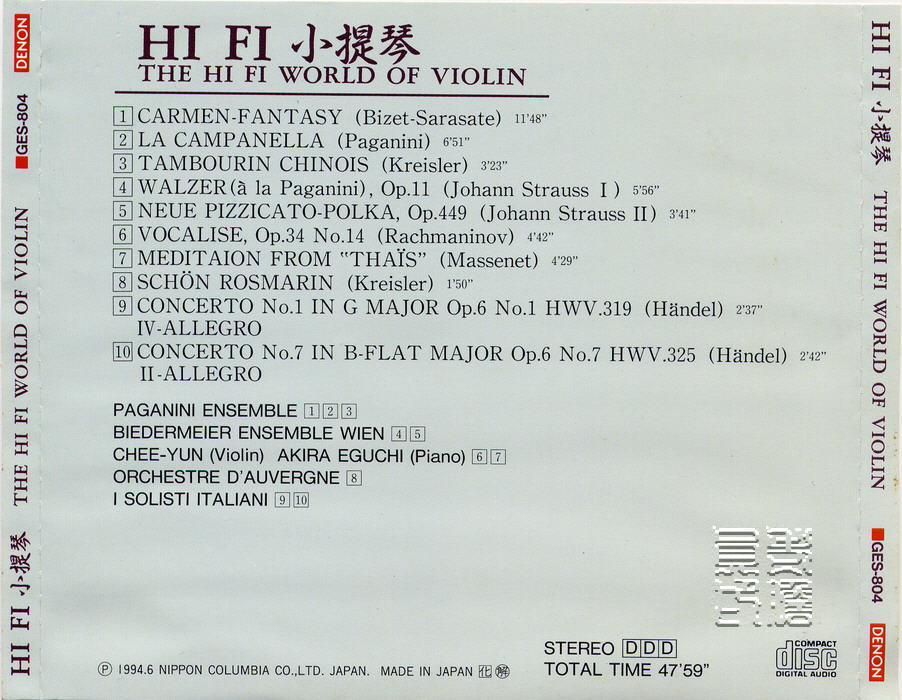 HI FI 小提琴
THE HI FI WORLD OF VIOLIN
1 CARMEN-FANTASY (Bizet-Sarasate) 11'48"
2 LA CAMPANELLA (Paganini) 6'51"
3 TAMBOURIN CHINOIS (Kreisler) 3'23"
4 WALZER (à la Paganini), Op.11 (Johann Strauss I) 5'56"
5 NEUE PIZZICATO-POLKA, Op.449 (Johann Strauss II) 3'41"
6 VOCALISE, Op.34 No.14 (Rachmaninov) 4'42"
7 MEDITAION FROM "THAÏS" (Massenet) 4'29"
8 SCHÖN ROSMARIN (Kreisler) 1'50"
9 CONCERTO No.1 IN G MAJOR Op.6 No.1 HWV.319 (Händel) 2'37"
IV-ALLEGRO
10 CONCERTO No.7 IN B-FLAT MAJOR Op.6 No.7 HWV.325 (Händel) 2'42"
II-ALLEGRO
PAGANINI ENSEMBLE 1 2 3
BIEDERMEIER ENSEMBLE WIEN 4 5
CHEE-YUN (Violin) AKIRA EGUCHI (Piano) 6 7
ORCHESTRE D'AUVERGNE 8
I SOLISTI ITALIANI 9 10
STEREO DDD
TOTAL TIME 47'59"
COMPACT
disc
DIGITAL AUDIO
Ⓟ 1994.6 NIPPON COLUMBIA CO.,LTD. JAPAN. MADE IN JAPAN
HI FI 小提琴 THE HI FI WORLD OF VIOLIN GES-804 DENON
HI FI 小提琴 THE HI FI WORLD OF VIOLIN GES-804 DENON